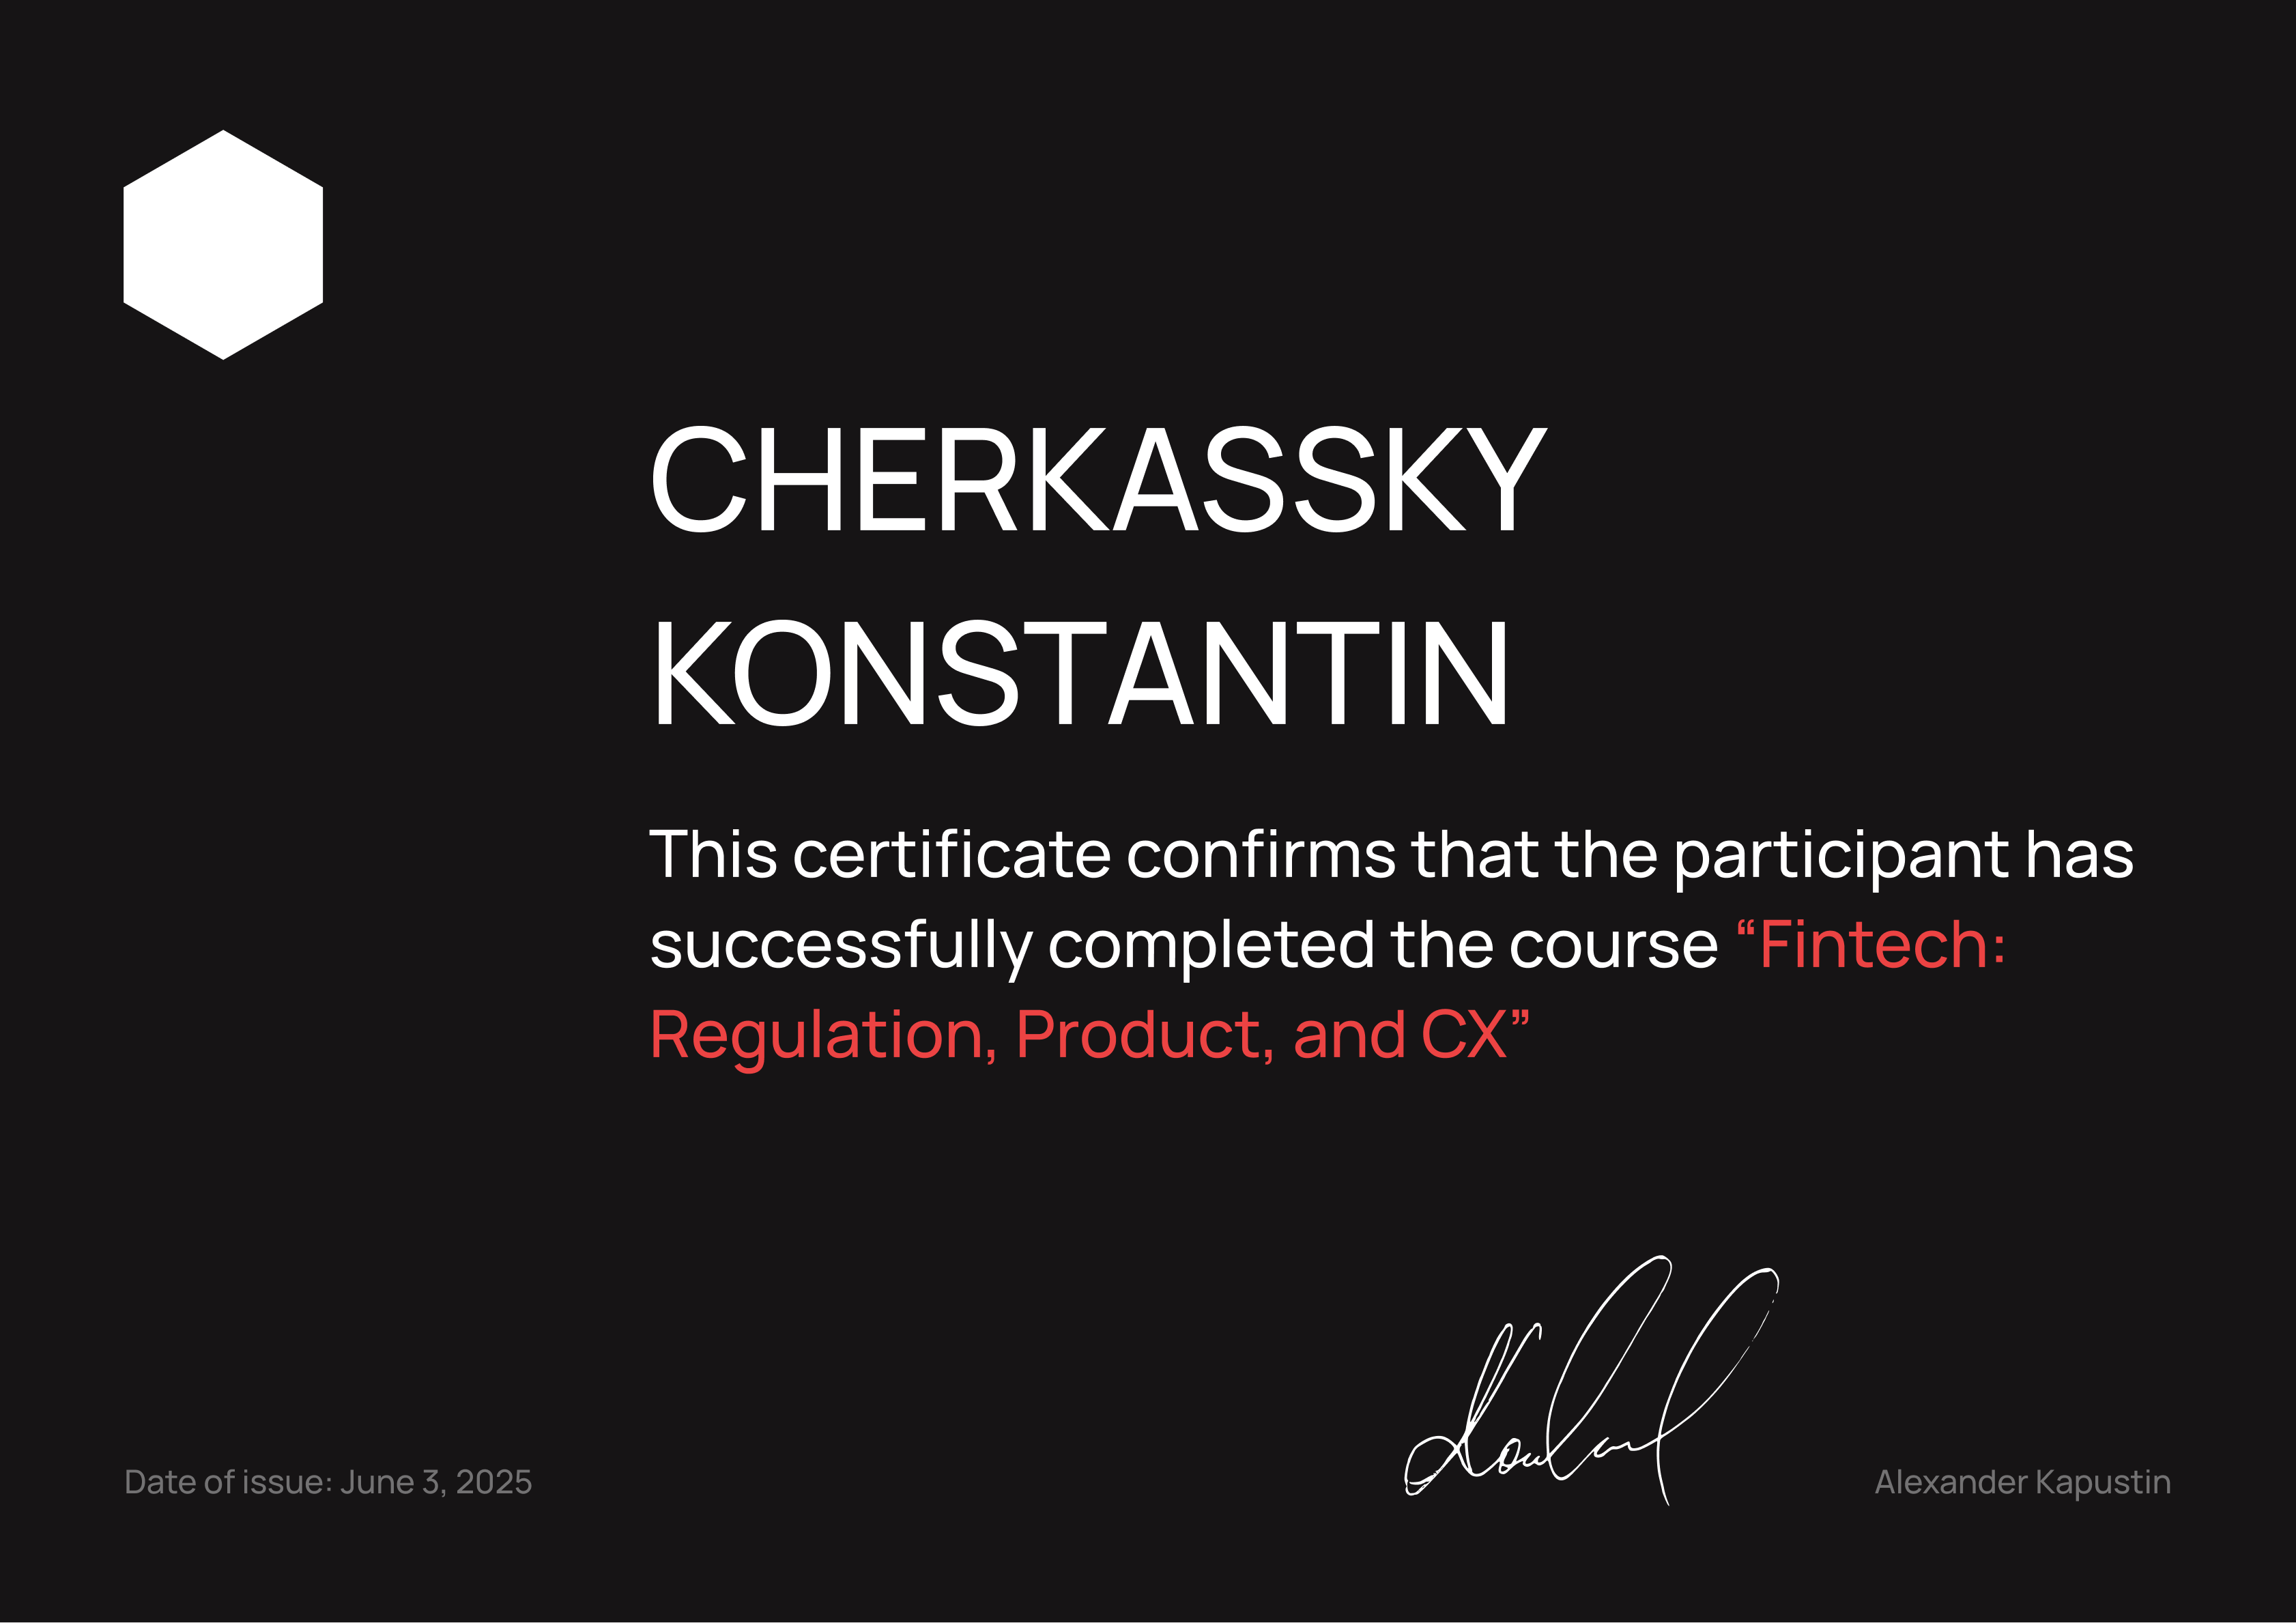 CHERKASSKY
KONSTANTIN
This certificate confirms that the participant has
successfully completed the course “Fintech:
Regulation, Product, and CX”
Date of issue: June 3, 2025
Alexander Kapustin